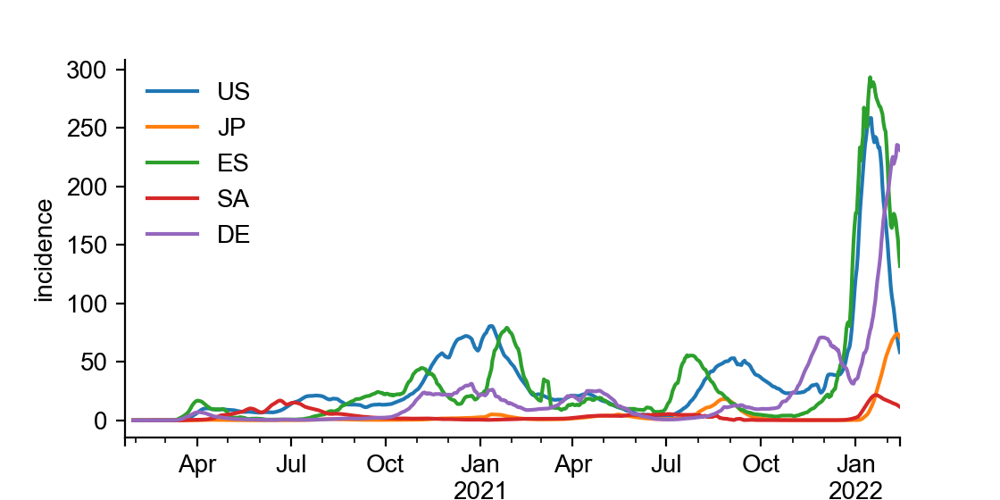 300
250
200
150
100
50
0
incidence
US
JP
ES
SA
DE
Apr Jul Oct Jan Apr Jul Oct Jan
2021 2022